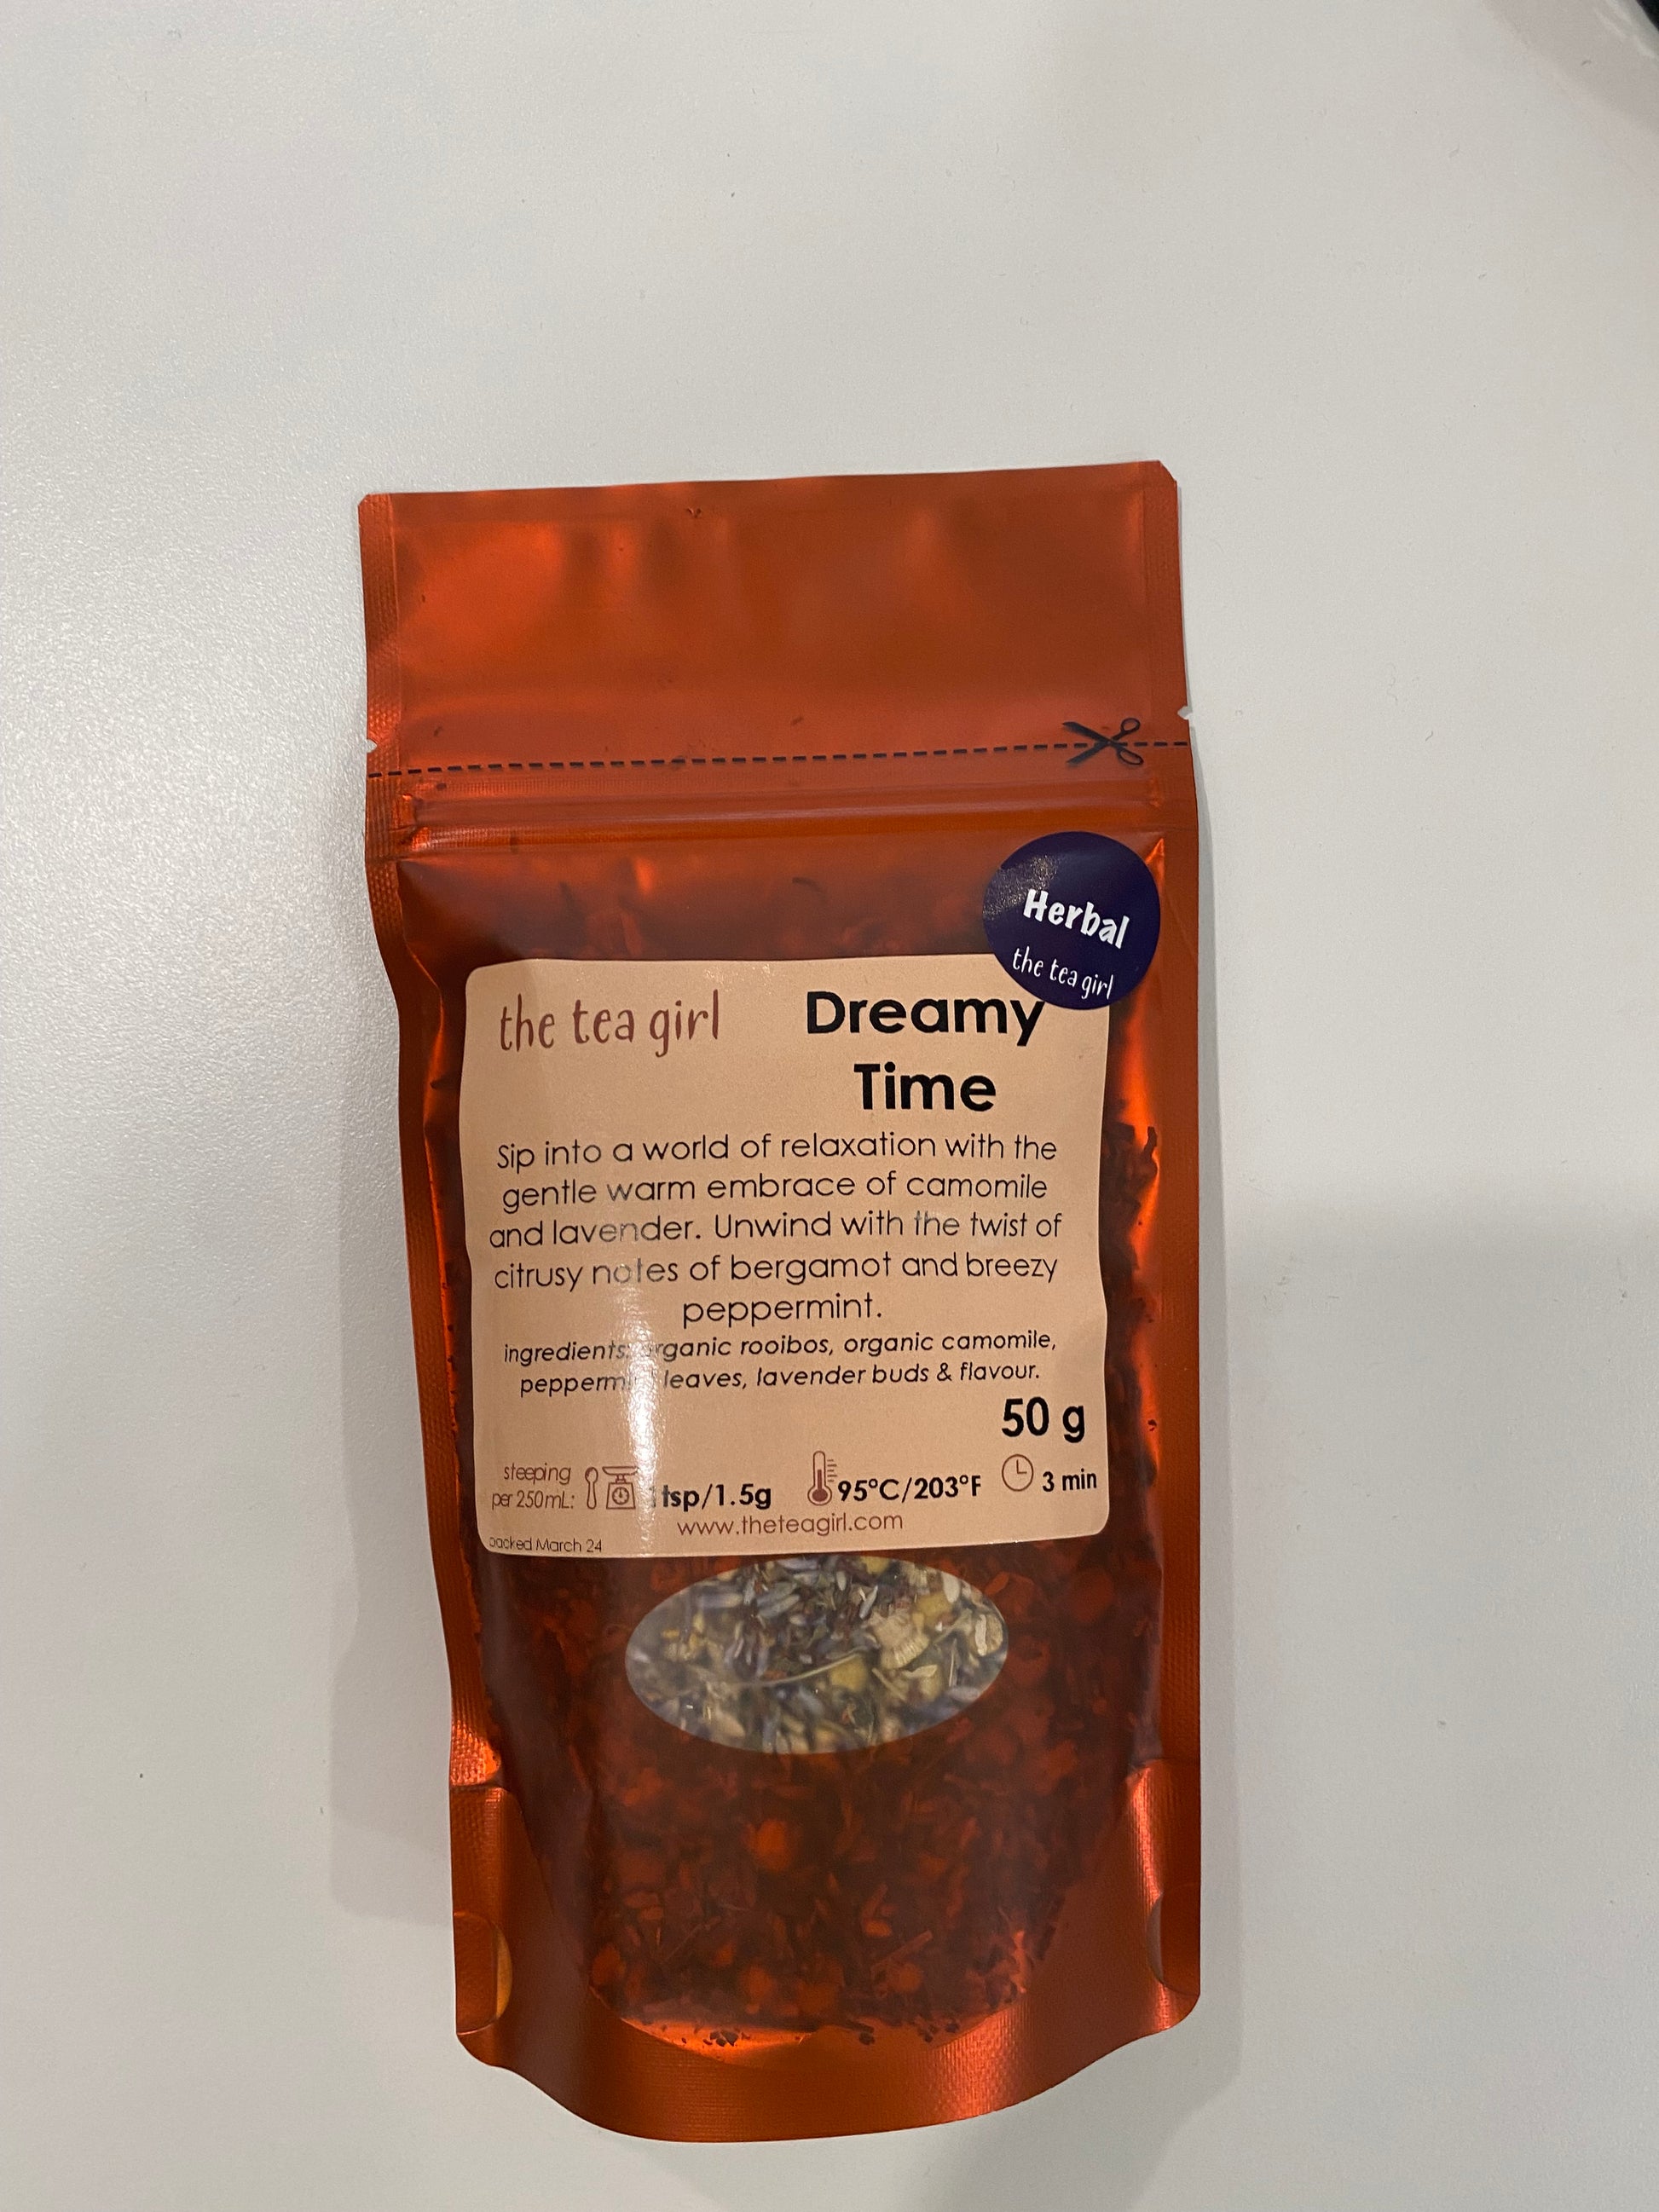 Herbal
the tea girl
the tea girl
Dreamy
Time
Sip into a world of relaxation with the
gentle warm embrace of camomile
and lavender. Unwind with the twist of
citrusy notes of bergamot and breezy
peppermint.
ingredients: organic rooibos, organic camomile,
peppermint leaves, lavender buds & flavour.
50 g
steeping
per 250mL:
1 tsp/1.5g
95°C/203°F
3 min
www.theteagirl.com
packed March 24